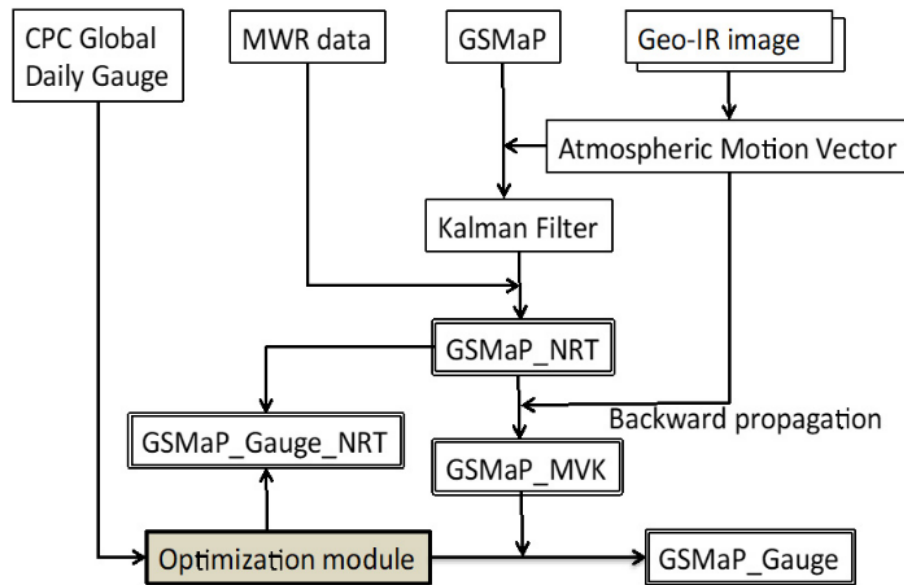 CPC Global
Daily Gauge
MWR data
GSMaP
Geo-IR image
Atmospheric Motion Vector
Kalman Filter
GSMaP_NRT
Backward propagation
GSMaP_Gauge_NRT
GSMaP_MVK
Optimization module
GSMaP_Gauge